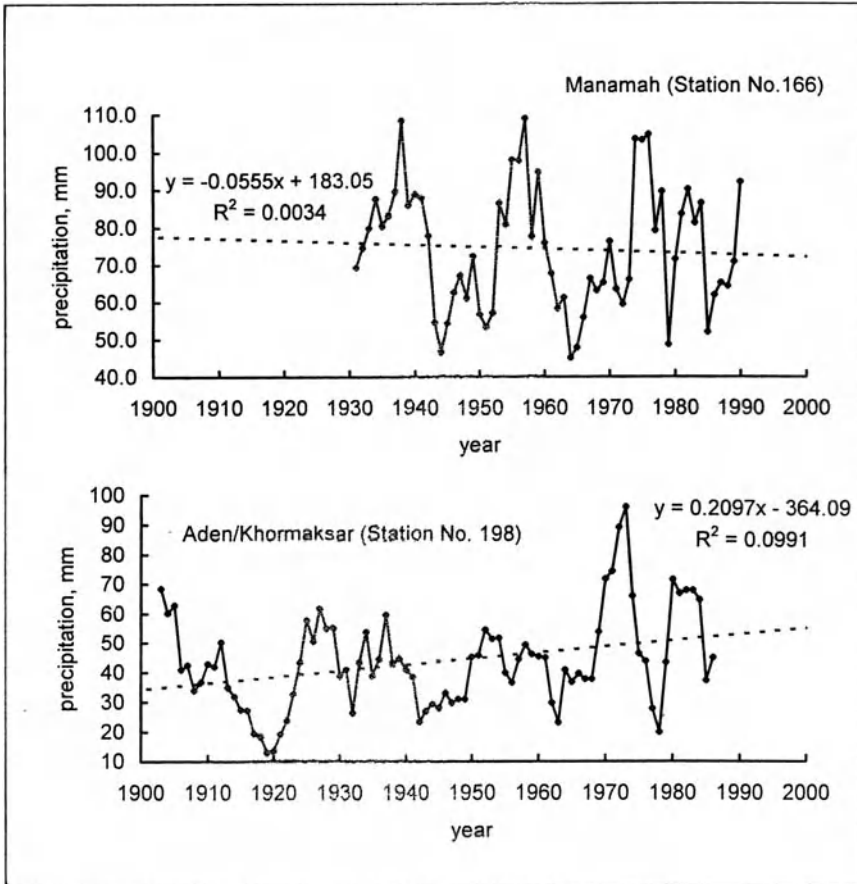 Manamah (Station No.166)
precipitation, mm
110.0
100.0
90.0
80.0
70.0
60.0
50.0
40.0
y = -0.0555x + 183.05
R² = 0.0034
1900 1910 1920 1930 1940 1950 1960 1970 1980 1990 2000
year
precipitation, mm
100
90
80
70
60
50
40
30
20
10
Aden/Khormaksar (Station No. 198)
y = 0.2097x - 364.09
R² = 0.0991
1900 1910 1920 1930 1940 1950 1960 1970 1980 1990 2000
year